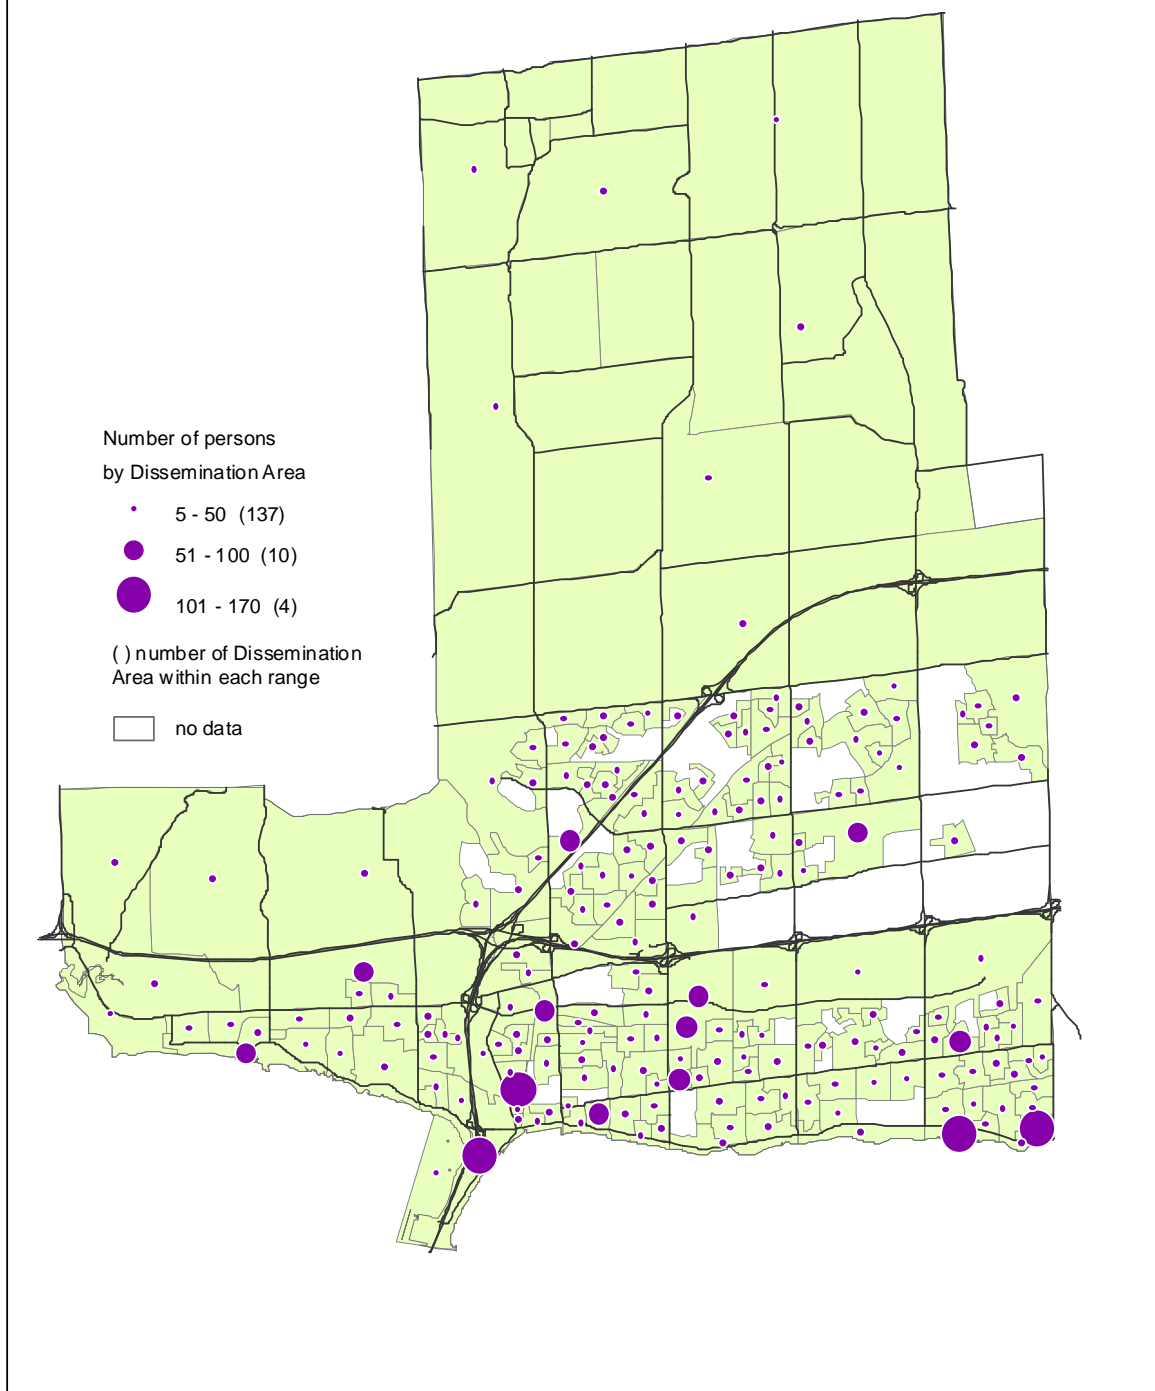 Number of persons
by Dissemination Area
5 - 50 (137)
51 - 100 (10)
101 - 170 (4)
( ) number of Dissemination
Area within each range
no data